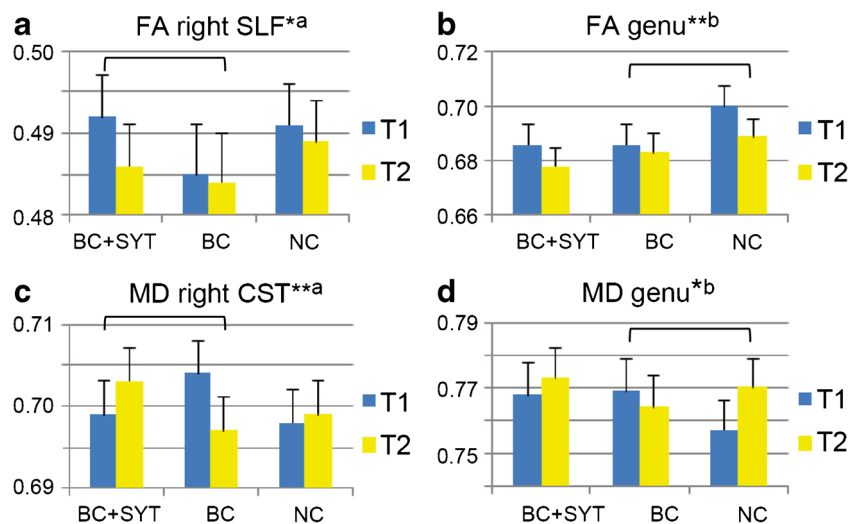 a FA right SLF*a
0.50
0.49
0.48
BC+SYT BC NC
T1
T2
b FA genu**b
0.72
0.70
0.68
0.66
BC+SYT BC NC
T1
T2
c MD right CST**a
0.71
0.70
0.69
BC+SYT BC NC
T1
T2
d MD genu*b
0.79
0.77
0.75
BC+SYT BC NC
T1
T2